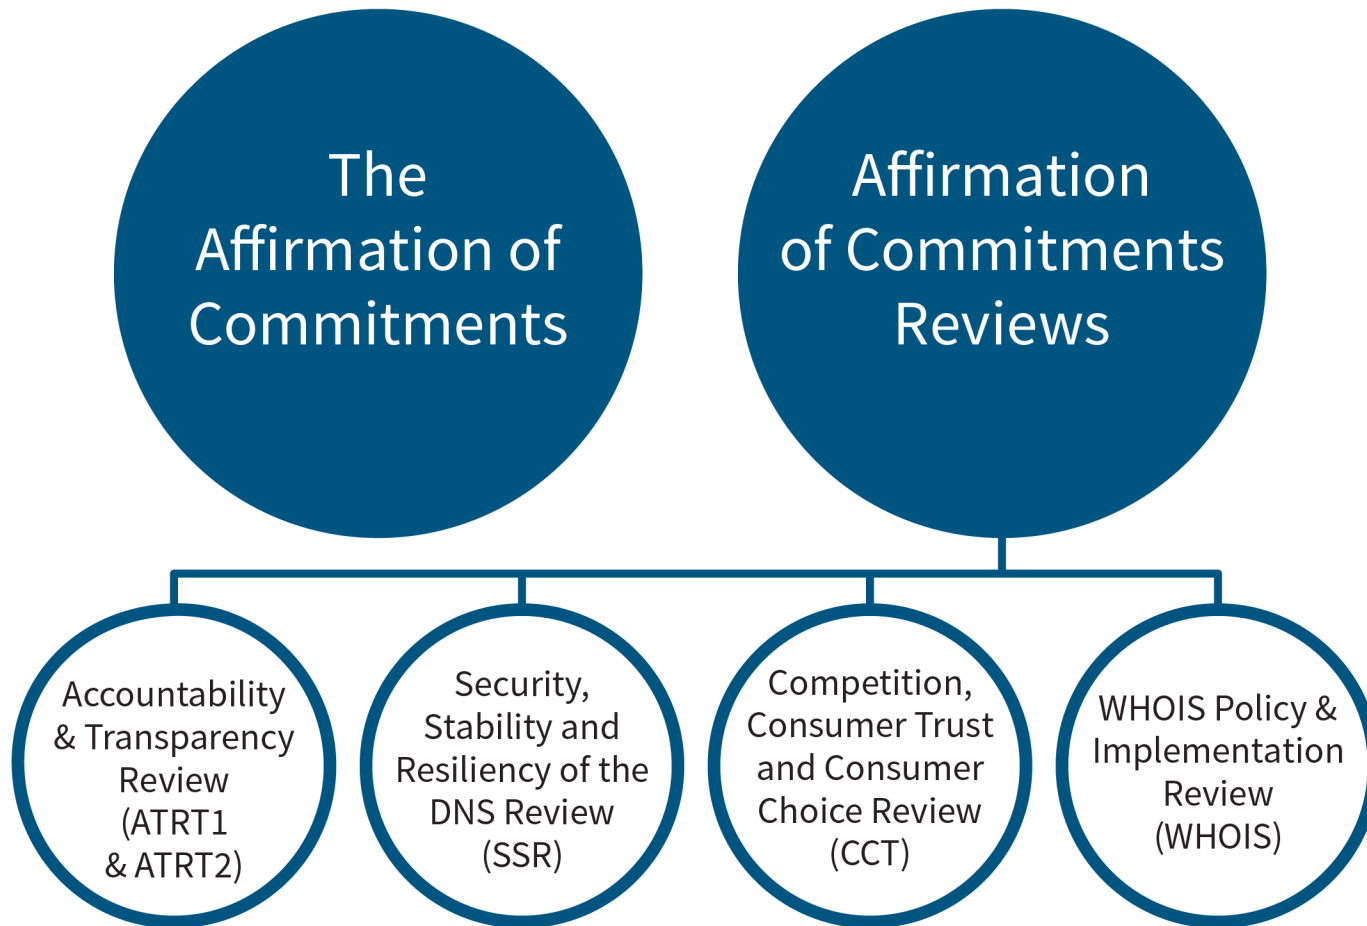 The
Affirmation of
Commitments
Affirmation
of Commitments
Reviews
Accountability
& Transparency
Review
(ATRT1
& ATRT2)
Security,
Stability and
Resiliency of the
DNS Review
(SSR)
Competition,
Consumer Trust
and Consumer
Choice Review
(CCT)
WHOIS Policy &
Implementation
Review
(WHOIS)